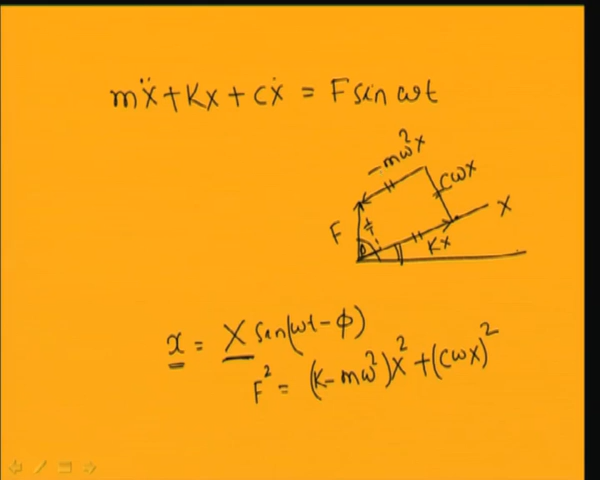 mẍ + Kx + cẋ = F sin ωt
-mω²x
cωx
X
F
Kx
x = X sin(ωt - ϕ)
F² = (K - mω²)X² + (cωx)²